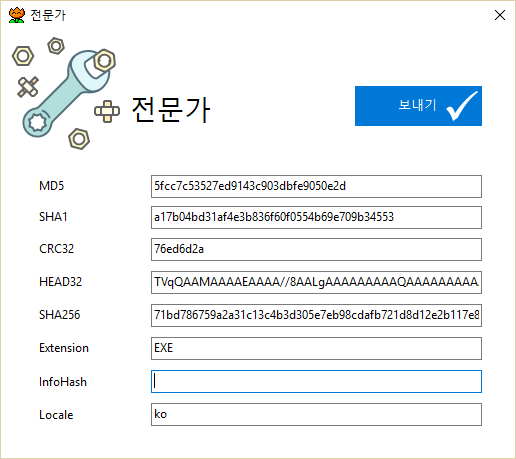 전문가
전문가
보내기
MD5 5fcc7c53527ed9143c903dbfe9050e2d
SHA1 a17b04bd31af4e3b836f60f0554b69e709b34553
CRC32 76ed6d2a
HEAD32 TVqQAAMAAAAEAAAA//8AALgAAAAAAAAAQAAAAAAAAA
SHA256 71bd786759a2a31c13c4b3d305e7eb98cdafb721d8d12e2b117e8
Extension EXE
InfoHash
Locale ko